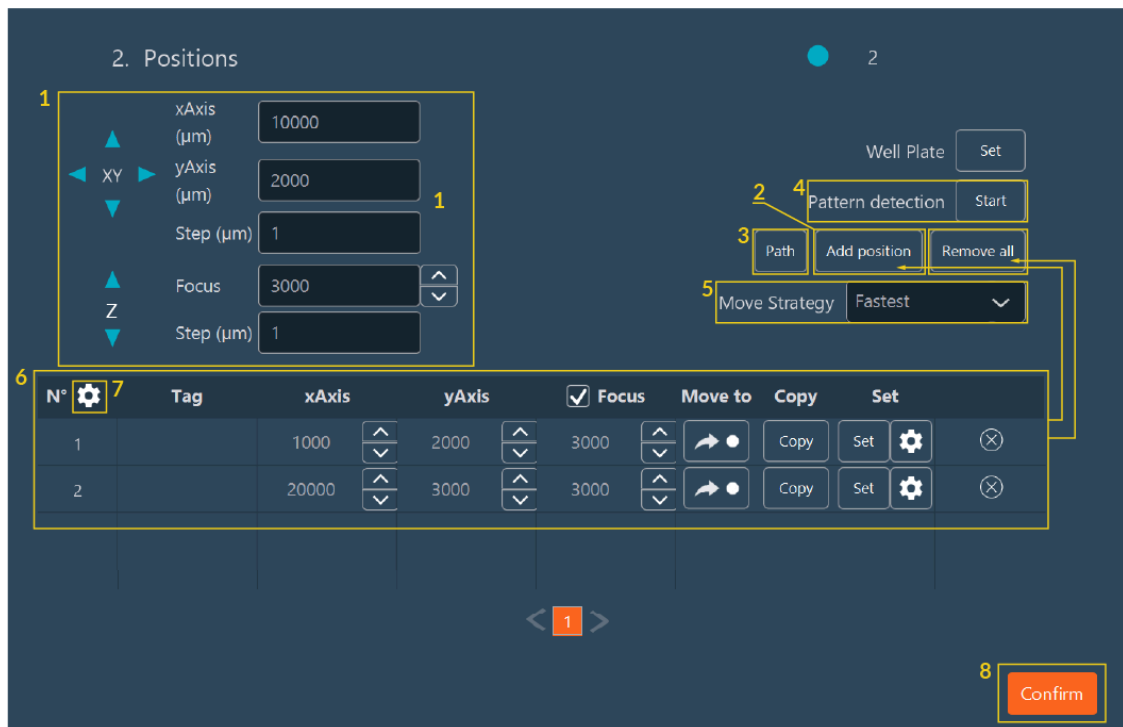 2. Positions
2
1
xAxis
(µm)
10000
XY
yAxis
(µm)
2000
1
Step (µm)
1
Focus
3000
Z
Step (µm)
1
Well Plate
Set
4
Pattern detection
Start
2
3
Path
Add position
Remove all
5
Move Strategy
Fastest
6
N° 7 Tag xAxis yAxis Focus Move to Copy Set
1 1000 2000 3000 Copy Set
2 20000 3000 3000 Copy Set
< 1 >
8
Confirm